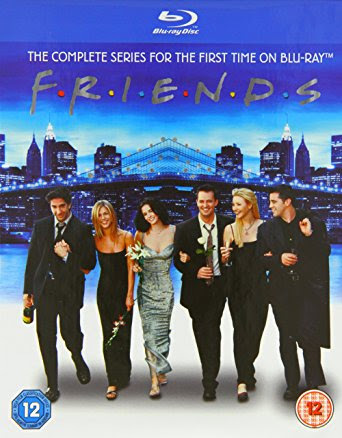 Blu-ray Disc
THE COMPLETE SERIES FOR THE FIRST TIME ON BLU-RAY™
F·R·I·E·N·D·S
12
12